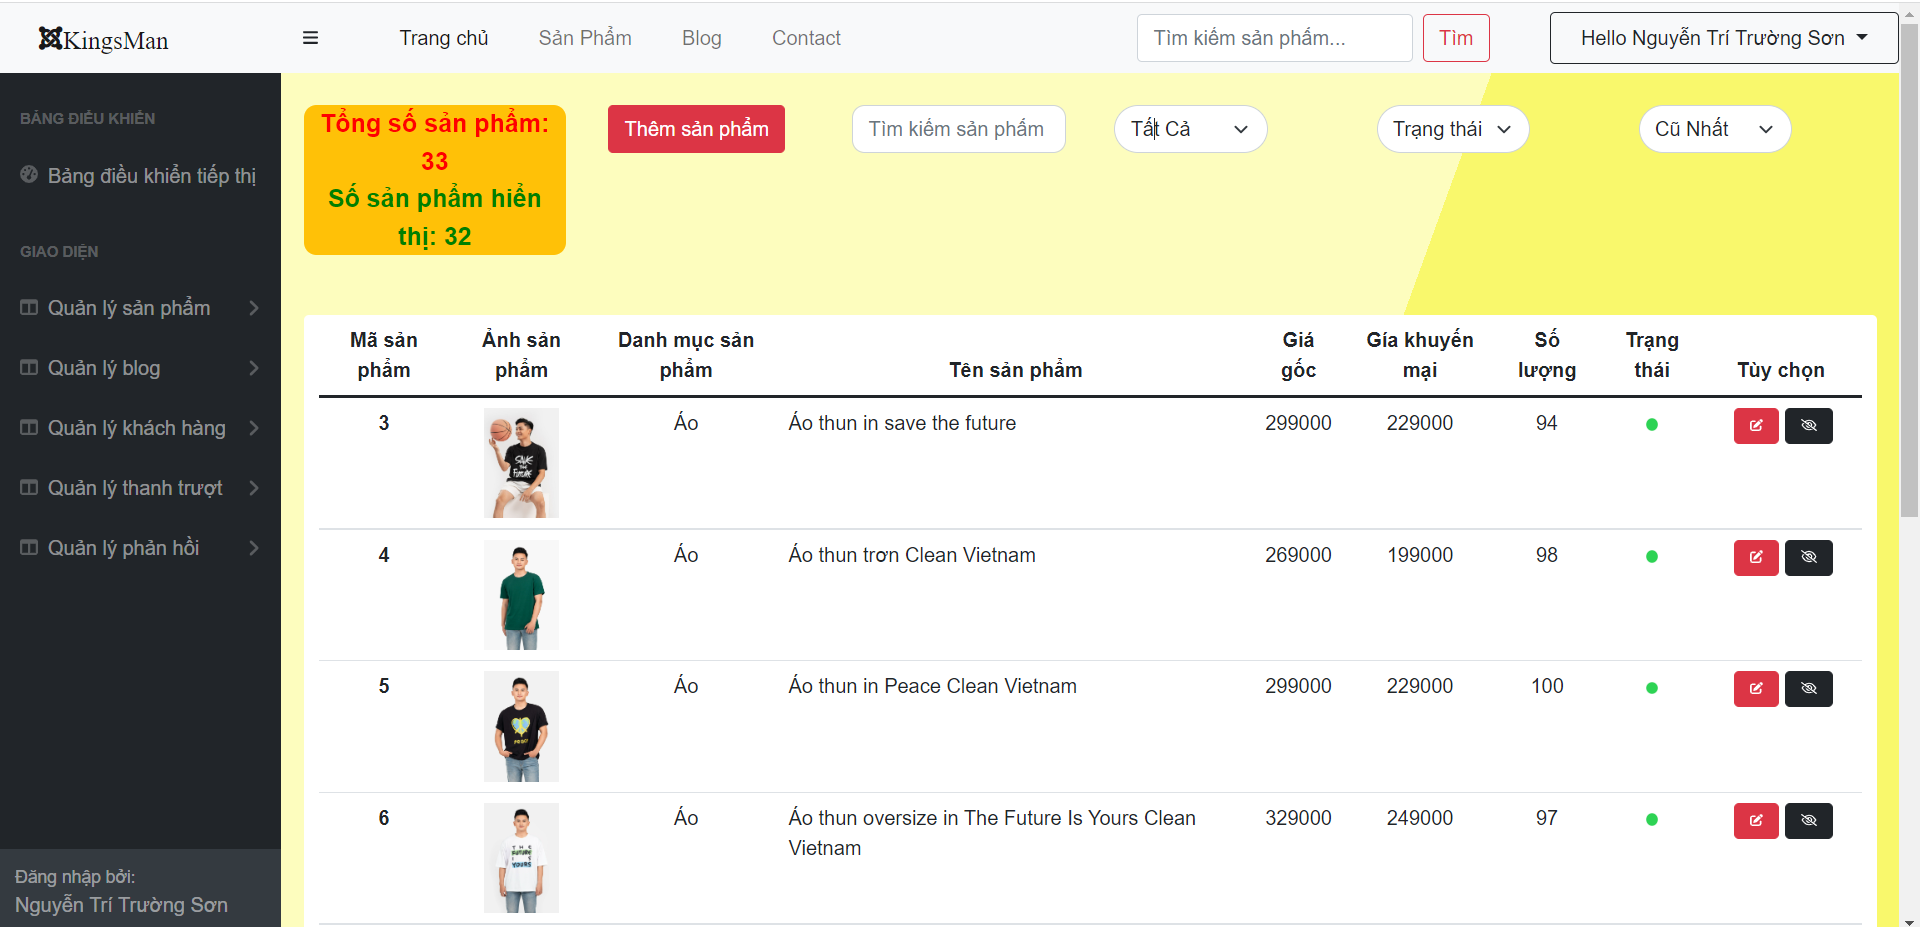 KingsMan
Trang chủ
Sản Phẩm
Blog
Contact
Tìm kiếm sản phẩm...
Tìm
Hello Nguyễn Trí Trường Sơn
BẢNG ĐIỀU KHIỂN
Bảng điều khiển tiếp thị
GIAO DIỆN
Quản lý sản phẩm
Quản lý blog
Quản lý khách hàng
Quản lý thanh trượt
Quản lý phản hồi
Đăng nhập bởi:
Nguyễn Trí Trường Sơn
Tổng số sản phẩm:
33
Số sản phẩm hiển
thị: 32
Thêm sản phẩm
Tìm kiếm sản phẩm
Tất Cả
Trạng thái
Cũ Nhất
Mã sản phẩm
Ảnh sản phẩm
Danh mục sản phẩm
Tên sản phẩm
Giá gốc
Gía khuyến mại
Số lượng
Trạng thái
Tùy chọn
3 Áo Áo thun in save the future 299000 229000 94
SAVE
THE
FUTURE
4 Áo Áo thun trơn Clean Vietnam 269000 199000 98
5 Áo Áo thun in Peace Clean Vietnam 299000 229000 100
6 Áo Áo thun oversize in The Future Is Yours Clean 329000 249000 97
Vietnam
THE
FUTURE
IS
YOURS